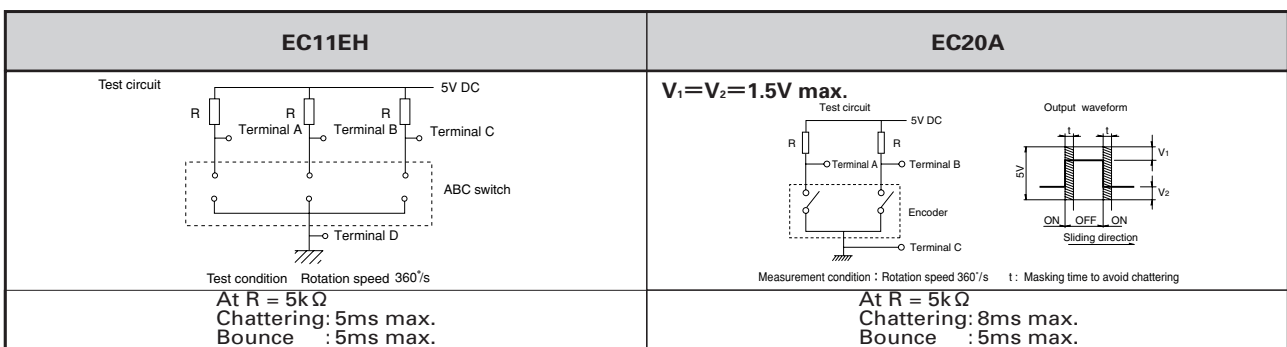 EC11EH
EC20A
Test circuit
5V DC
R
R
R
Terminal A
Terminal B
Terminal C
ABC switch
Terminal D
Test condition Rotation speed 360°/s
V1＝V2＝1.5V max.
Test circuit
5V DC
R
R
Terminal A
Terminal B
Encoder
Terminal C
Output waveform
t
t
5V
V1
V2
ON OFF ON
Sliding direction
Measurement condition : Rotation speed 360°/s t : Masking time to avoid chattering
At R = 5kΩ
Chattering: 5ms max.
Bounce : 5ms max.
At R = 5kΩ
Chattering: 8ms max.
Bounce : 5ms max.